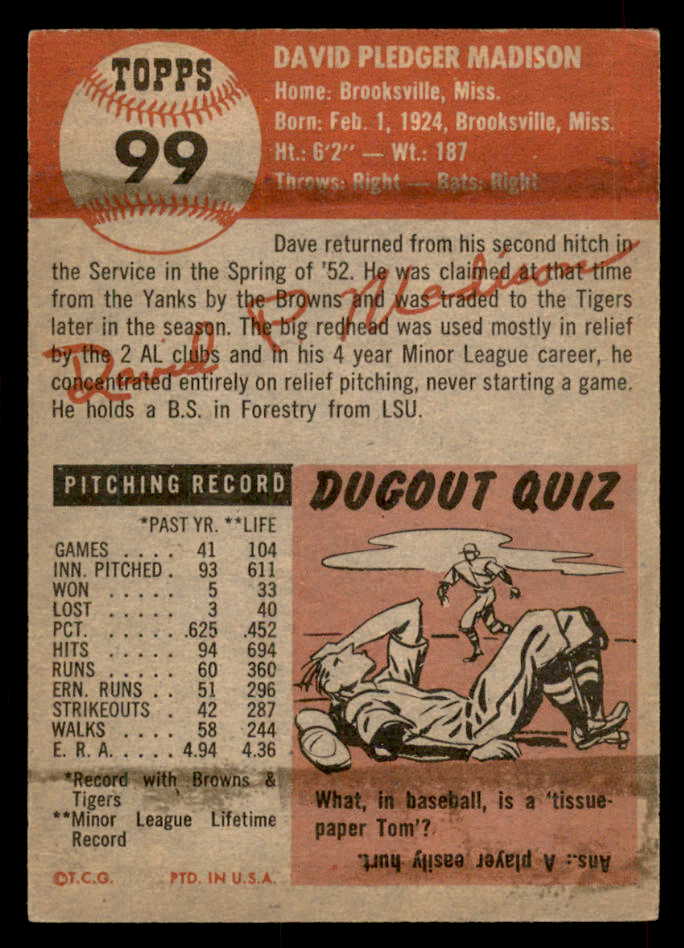 TOPPS
99
DAVID PLEDGER MADISON
Home: Brooksville, Miss.
Born: Feb. 1, 1924, Brooksville, Miss.
Ht.: 6'2" — Wt.: 187
Throws: Right — Bats: Right
Dave returned from his second hitch in
the Service in the Spring of '52. He was claimed at that time
from the Yanks by the Browns and was traded to the Tigers
later in the season. The big redhead was used mostly in relief
by the 2 AL clubs and in his 4 year Minor League career, he
concentrated entirely on relief pitching, never starting a game.
He holds a B.S. in Forestry from LSU.
David P. Madison
PITCHING RECORD
*PAST YR. **LIFE
GAMES . . . . 41 104
INN. PITCHED . 93 611
WON . . . . . 5 33
LOST . . . . . 3 40
PCT. . . . . . .625 .452
HITS . . . . . 94 694
RUNS . . . . . 60 360
ERN. RUNS . . 51 296
STRIKEOUTS . 42 287
WALKS . . . . 58 244
E. R. A. . . . . . 4.94 4.36
*Record with Browns &
Tigers
**Minor League Lifetime
Record
©T.C.G. PTD. IN U.S.A.
DUGOUT QUIZ
What, in baseball, is a 'tissue-
paper Tom'?
Ans.: A player easily hurt.